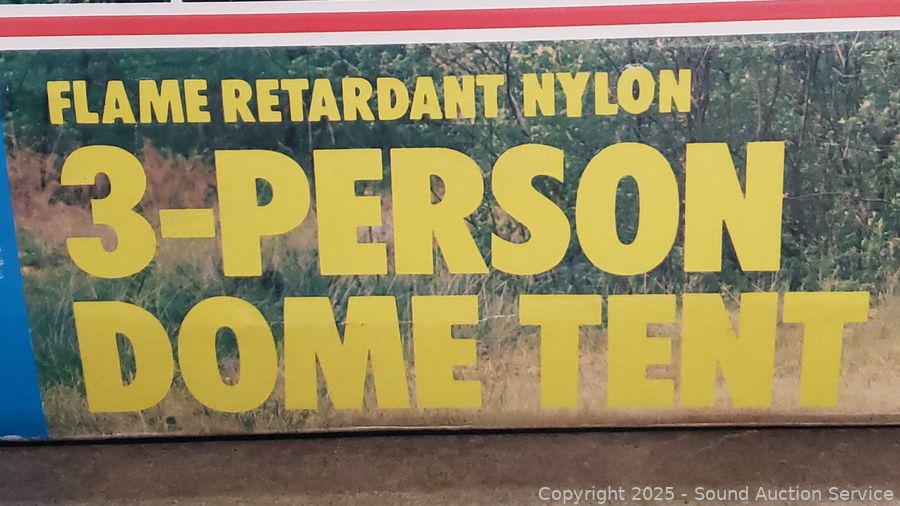 FLAME RETARDANT NYLON
3-PERSON
DOME TENT
Copyright 2025 - Sound Auction Service